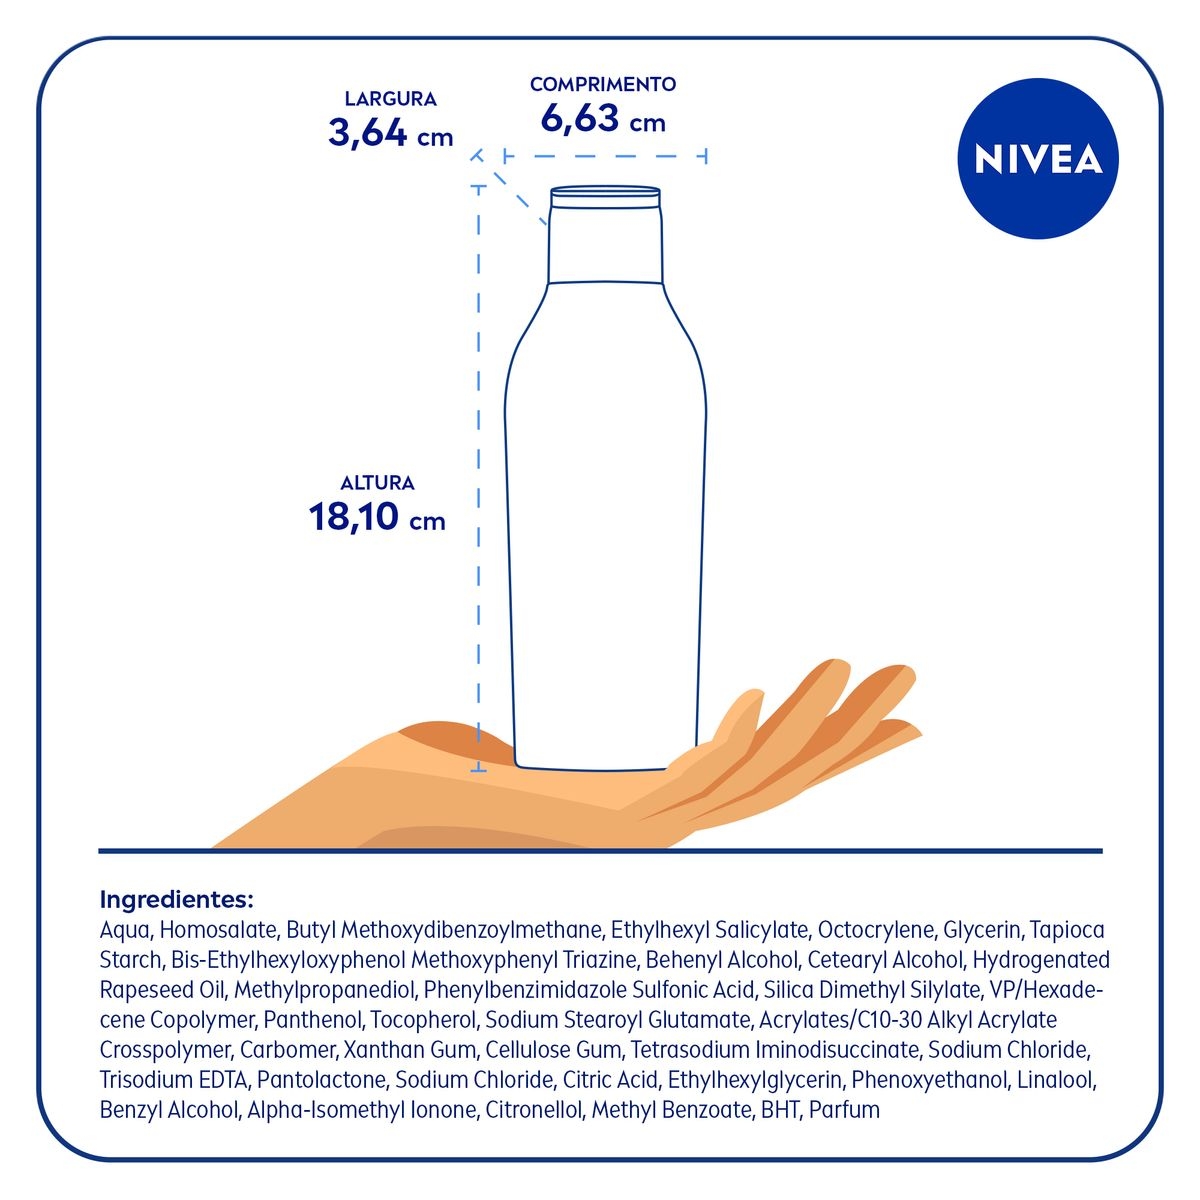 LARGURA
3,64 cm
COMPRIMENTO
6,63 cm
NIVEA
ALTURA
18,10 cm
Ingredientes:
Aqua, Homosalate, Butyl Methoxydibenzoylmethane, Ethylhexyl Salicylate, Octocrylene, Glycerin, Tapioca
Starch, Bis-Ethylhexyloxyphenol Methoxyphenyl Triazine, Behenyl Alcohol, Cetearyl Alcohol, Hydrogenated
Rapeseed Oil, Methylpropanediol, Phenylbenzimidazole Sulfonic Acid, Silica Dimethyl Silylate, VP/Hexade-
cene Copolymer, Panthenol, Tocopherol, Sodium Stearoyl Glutamate, Acrylates/C10-30 Alkyl Acrylate
Crosspolymer, Carbomer, Xanthan Gum, Cellulose Gum, Tetrasodium Iminodisuccinate, Sodium Chloride,
Trisodium EDTA, Pantolactone, Sodium Chloride, Citric Acid, Ethylhexylglycerin, Phenoxyethanol, Linalool,
Benzyl Alcohol, Alpha-Isomethyl Ionone, Citronellol, Methyl Benzoate, BHT, Parfum